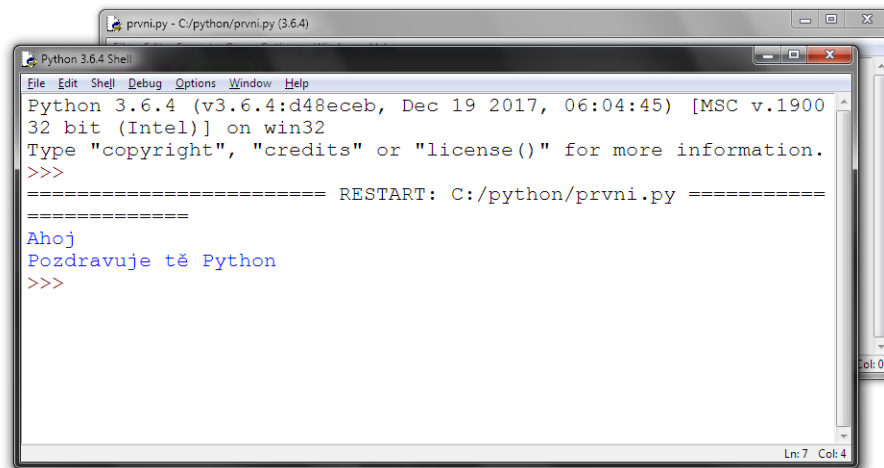 prvni.py - C:/python/prvni.py (3.6.4)
Python 3.6.4 Shell
File Edit Shell Debug Options Window Help
Python 3.6.4 (v3.6.4:d48eceb, Dec 19 2017, 06:04:45) [MSC v.1900
32 bit (Intel)] on win32
Type "copyright", "credits" or "license()" for more information.
>>>
========================= RESTART: C:/python/prvni.py ===========
=============
Ahoj
Pozdravuje tě Python
>>>
Col: 0
Ln: 7 Col: 4